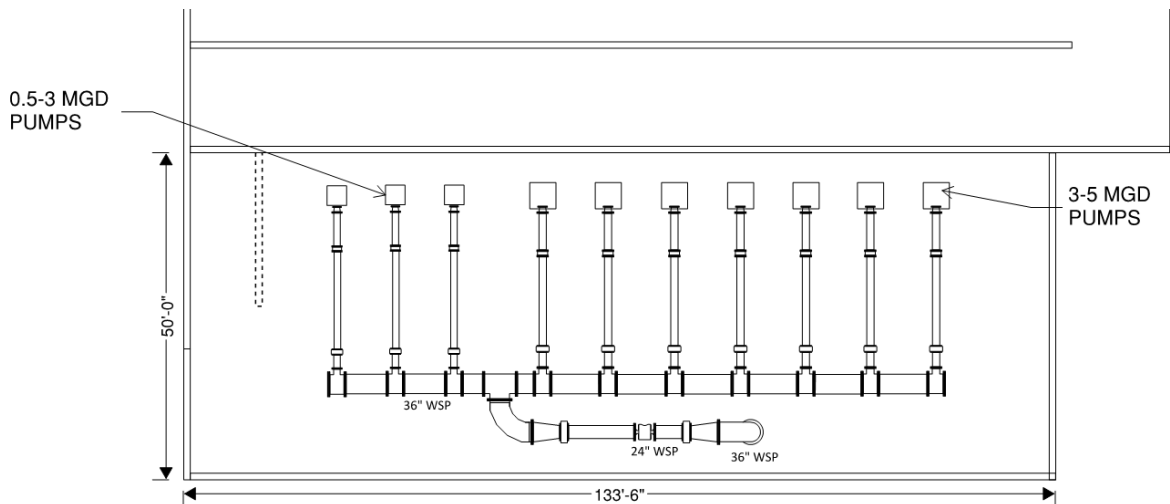 0.5-3 MGD
PUMPS
3-5 MGD
PUMPS
50'-0"
36" WSP
24" WSP
36" WSP
133'-6"